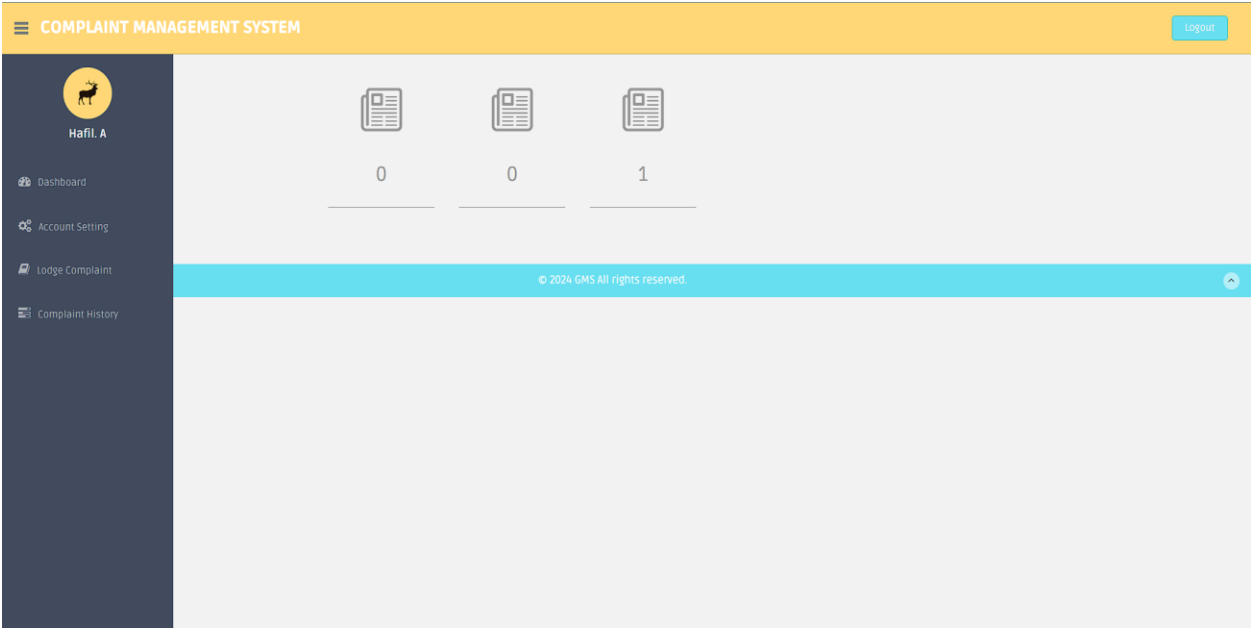 COMPLAINT MANAGEMENT SYSTEM
Logout
Hafil. A
Dashboard
Account Setting
Lodge Complaint
Complaint History
0
0
1
© 2024 GMS All rights reserved.